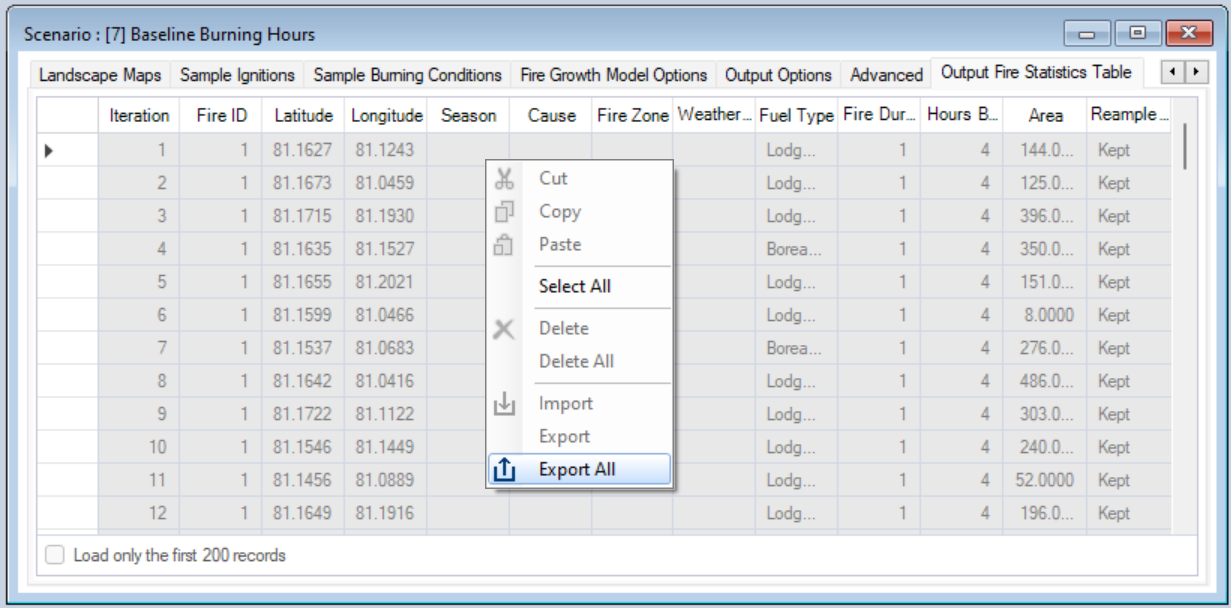 Scenario : [7] Baseline Burning Hours
Landscape Maps Sample Ignitions Sample Burning Conditions Fire Growth Model Options Output Options Advanced Output Fire Statistics Table
Iteration Fire ID Latitude Longitude Season Cause Fire Zone Weather... Fuel Type Fire Dur... Hours B... Area Reample ...
1 1 81.1627 81.1243 Lodg... 1 4 144.0... Kept
2 1 81.1673 81.0459 Lodg... 1 4 125.0... Kept
3 1 81.1715 81.1930 Lodg... 1 4 396.0... Kept
4 1 81.1635 81.1527 Borea... 1 4 350.0... Kept
5 1 81.1655 81.2021 Lodg... 1 4 151.0... Kept
6 1 81.1599 81.0466 Lodg... 1 4 8.0000 Kept
7 1 81.1537 81.0683 Borea... 1 4 276.0... Kept
8 1 81.1642 81.0416 Lodg... 1 4 486.0... Kept
9 1 81.1722 81.1122 Lodg... 1 4 303.0... Kept
10 1 81.1546 81.1449 Lodg... 1 4 240.0... Kept
11 1 81.1456 81.0889 Lodg... 1 4 52.0000 Kept
12 1 81.1649 81.1916 Lodg... 1 4 196.0... Kept
Cut
Copy
Paste
Select All
Delete
Delete All
Import
Export
Export All
Load only the first 200 records